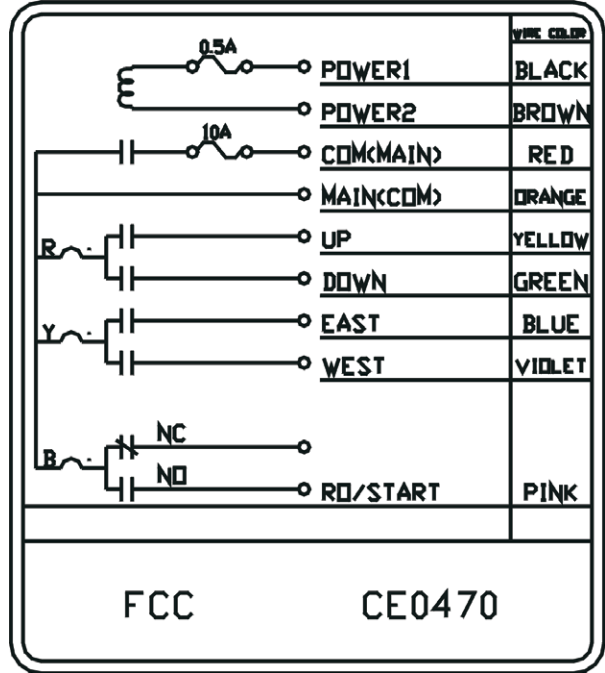 WIRE COLOR
0.5A
POWER1 BLACK
POWER2 BROWN
10A
COM(MAIN) RED
MAIN(COM) ORANGE
UP YELLOW
R
DOWN GREEN
EAST BLUE
Y
WEST VIOLET
NC
B
NO
RO/START PINK
FCC CE0470